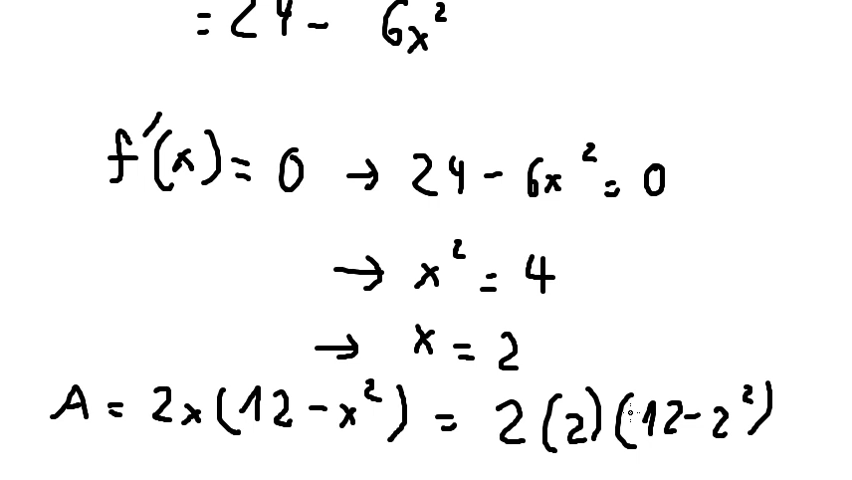 = 24 - 6x²
f'(x) = 0 → 24 - 6x² = 0
→ x² = 4
→ x = 2
A = 2x(12 - x²) = 2(2)(12 - 2²)